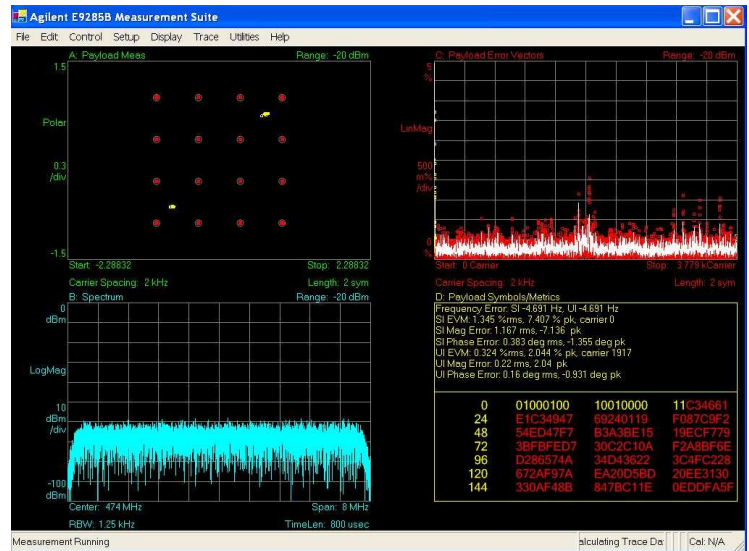 Agilent E9285B Measurement Suite
File Edit Control Setup Display Trace Utilities Help
A: Payload Meas Range: -20 dBm
1.5
Polar
0.3
/div
-1.5
Start: -2.28832 Stop: 2.28832
Carrier Spacing: 2 kHz Length: 2 sym
C: Payload Error Vectors Range: -20 dBm
5
%
LinMag
500
m%
/div
0
%
Start: 0 Carrier Stop: 3.779 kCarrier
Carrier Spacing: 2 kHz Length: 2 sym
B: Spectrum Range: -20 dBm
0
dBm
LogMag
10
dBm
/div
-100
dBm
Center: 474 MHz Span: 8 MHz
RBW: 1.25 kHz TimeLen: 800 usec
D: Payload Symbols/Metrics
Frequency Error: SI -4.691 Hz, UI -4.691 Hz
SI EVM: 1.345 %rms, 7.407 % pk, carrier 0
SI Mag Error: 1.167 rms, -7.136 pk
SI Phase Error: 0.383 deg rms, -1.355 deg pk
UI EVM: 0.324 %rms, 2.044 % pk, carrier 1917
UI Mag Error: 0.22 rms, 2.04 pk
UI Phase Error: 0.16 deg rms, -0.931 deg pk
0 01000100 10010000 11C34661
24 E1C34947 69240119 F087C9F2
48 54ED47F7 B3A3BE15 19ECF779
72 3BFBFED7 30C2C10A F2A8BF6E
96 D286574A 34D43622 3C4FC228
120 672AF97A EA20D5BD 20EE3130
144 330AF48B 847BC11E 0EDDFA5F
Measurement Running alculating Trace Da Cal: N/A